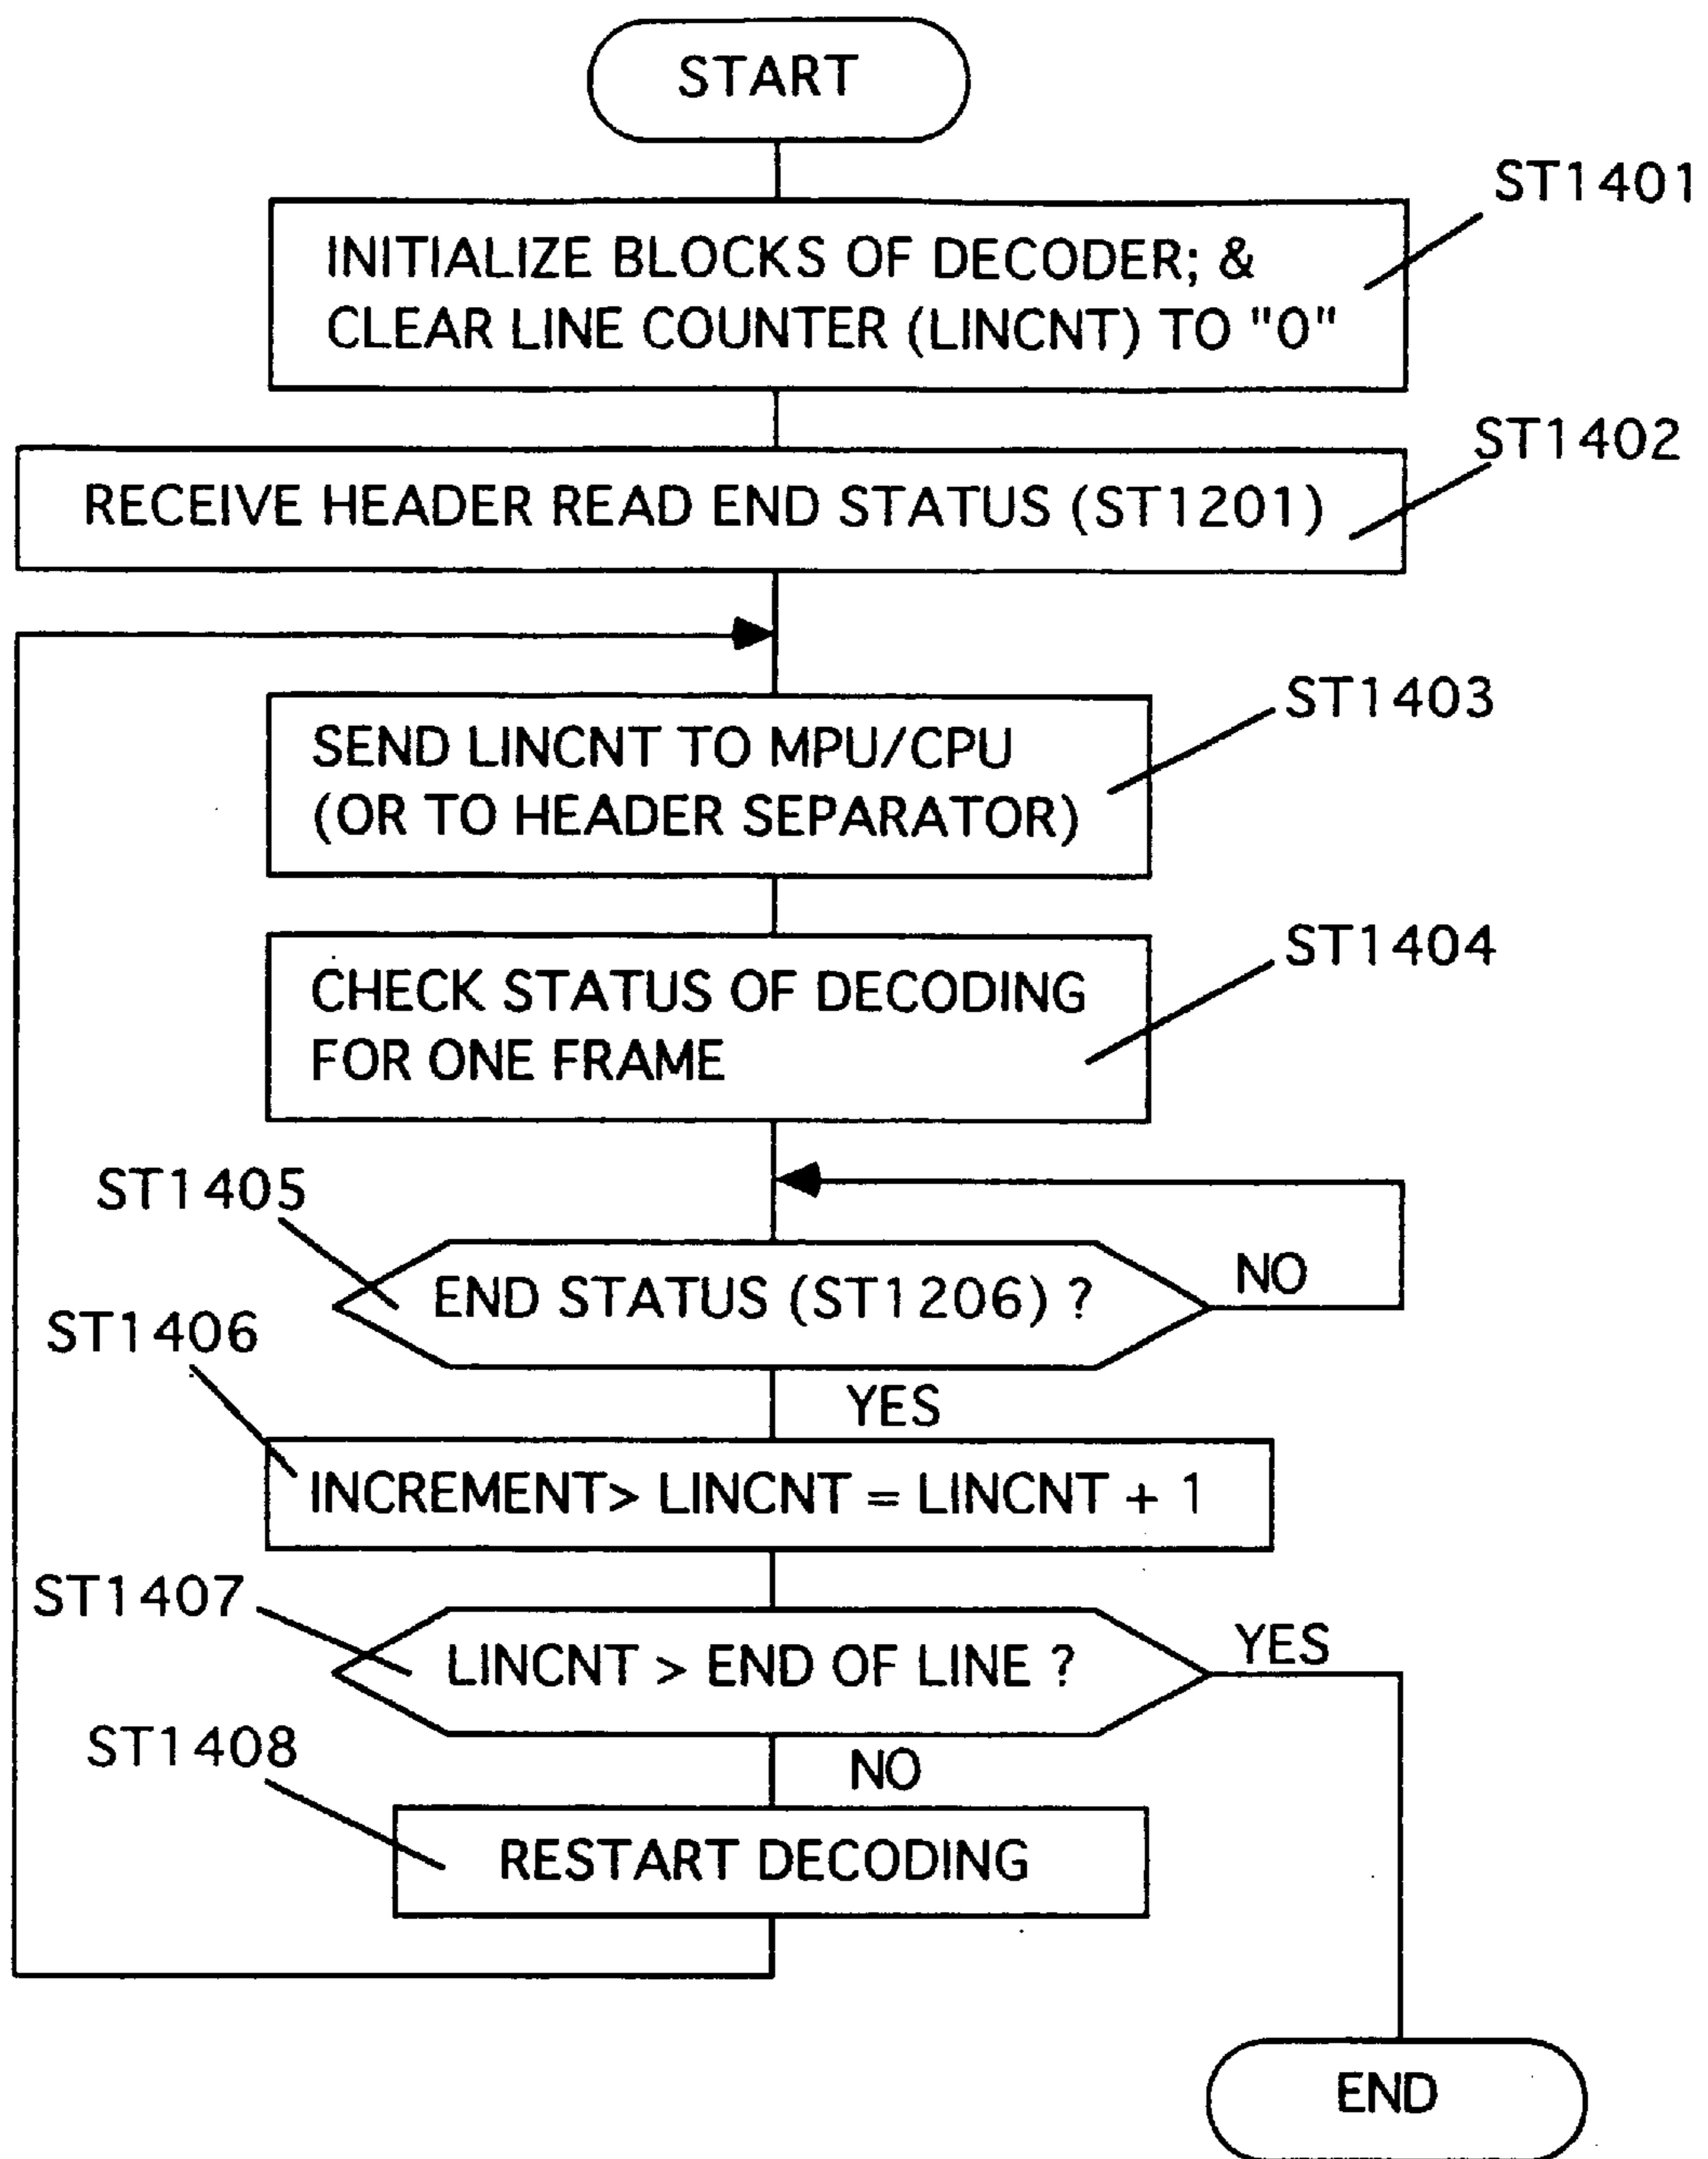 START
ST1401
INITIALIZE BLOCKS OF DECODER; &
CLEAR LINE COUNTER (LINCNT) TO "0"
ST1402
RECEIVE HEADER READ END STATUS (ST1201)
ST1403
SEND LINCNT TO MPU/CPU
(OR TO HEADER SEPARATOR)
ST1404
CHECK STATUS OF DECODING
FOR ONE FRAME
ST1405
END STATUS (ST1206) ?
NO
ST1406
YES
INCREMENT> LINCNT = LINCNT + 1
ST1407
LINCNT > END OF LINE ?
YES
ST1408
NO
RESTART DECODING
END